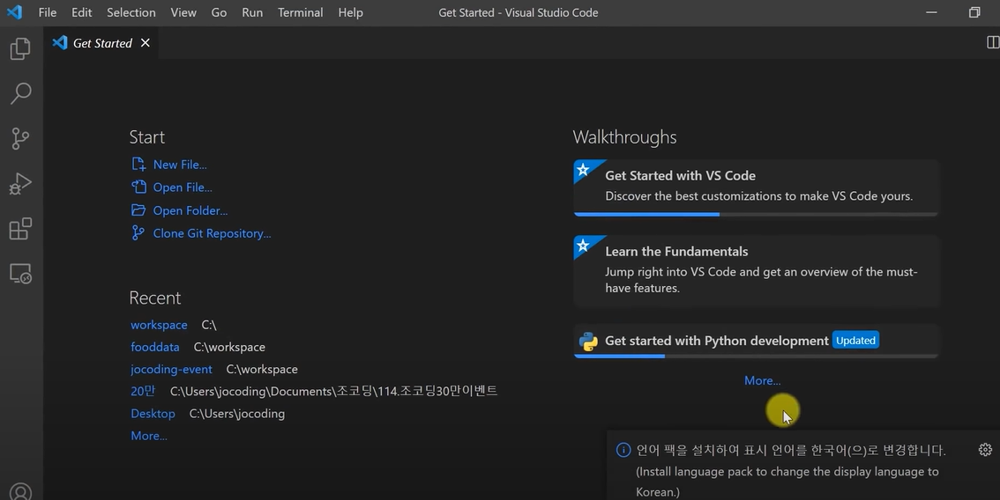 File Edit Selection View Go Run Terminal Help Get Started - Visual Studio Code
Get Started
Start
New File...
Open File...
Open Folder...
Clone Git Repository...
Recent
workspace C:\
fooddata C:\workspace
jocoding-event C:\workspace
20만 C:\Users\jocoding\Documents\조코딩\114.조코딩30만이벤트
Desktop C:\Users\jocoding
More...
Walkthroughs
Get Started with VS Code
Discover the best customizations to make VS Code yours.
Learn the Fundamentals
Jump right into VS Code and get an overview of the must-
have features.
Get started with Python development Updated
More...
언어 팩을 설치하여 표시 언어를 한국어(으)로 변경합니다.
(Install language pack to change the display language to
Korean.)